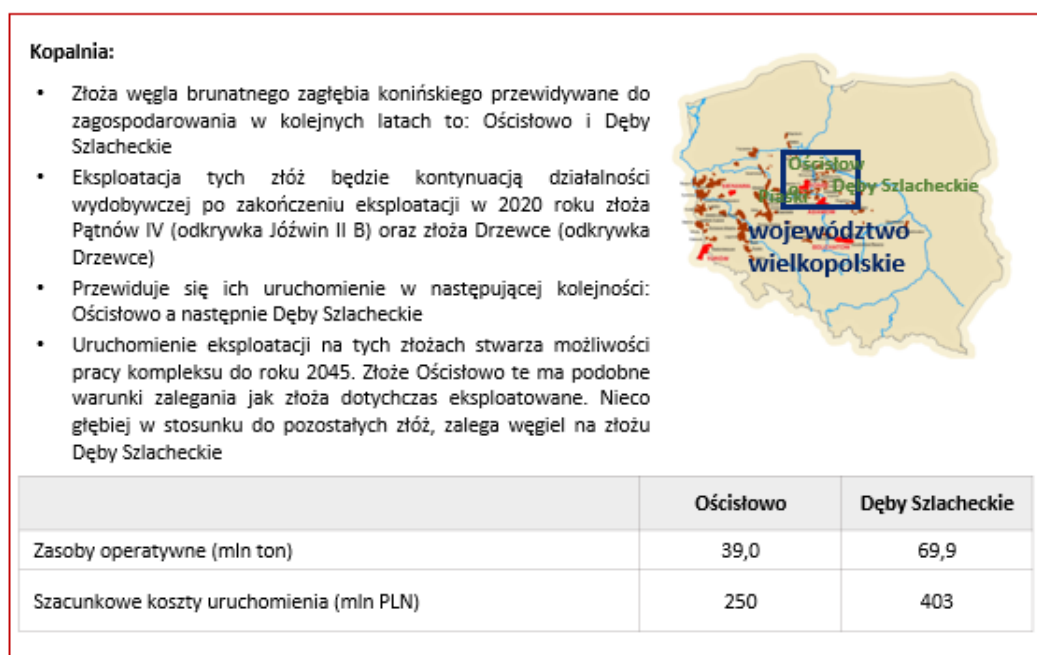 Kopalnia:
• Złoża węgla brunatnego zagłębia konińskiego przewidywane do
zagospodarowania w kolejnych latach to: Ościsłowo i Dęby
Szlacheckie
• Eksploatacja tych złóż będzie kontynuacją działalności
wydobywczej po zakończeniu eksploatacji w 2020 roku złoża
Pątnów IV (odkrywka Jóźwin II B) oraz złoża Drzewce (odkrywka
Drzewce)
• Przewiduje się ich uruchomienie w następującej kolejności:
Ościsłowo a następnie Dęby Szlacheckie
• Uruchomienie eksploatacji na tych złożach stwarza możliwości
pracy kompleksu do roku 2045. Złoże Ościsłowo te ma podobne
warunki zalegania jak złoża dotychczas eksploatowane. Nieco
głębiej w stosunku do pozostałych złóż, zalega węgiel na złożu
Dęby Szlacheckie
Ościsłow
Dęby Szlacheckie
Piaski
województwo
wielkopolskie
Ościsłowo Dęby Szlacheckie
Zasoby operatywne (mln ton) 39,0 69,9
Szacunkowe koszty uruchomienia (mln PLN) 250 403